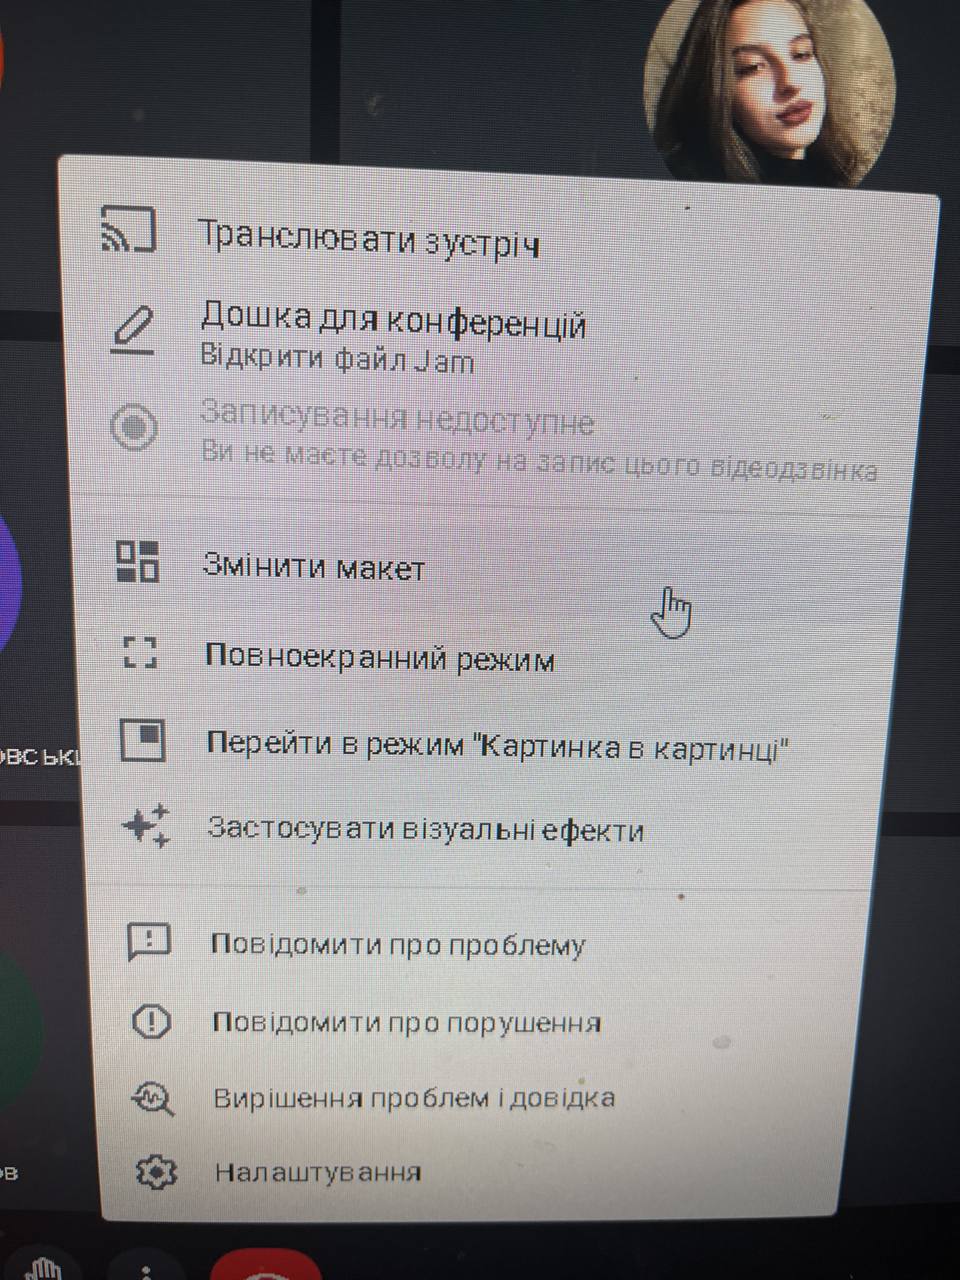 Транслювати зустріч
Дошка для конференцій
Відкрити файл Jam
Записування недоступне
Ви не маєте дозволу на запис цього відеодзвінка
Змінити макет
Повноекранний режим
Перейти в режим "Картинка в картинці"
Застосувати візуальні ефекти
Повідомити про проблему
Повідомити про порушення
Вирішення проблем і довідка
Налаштування